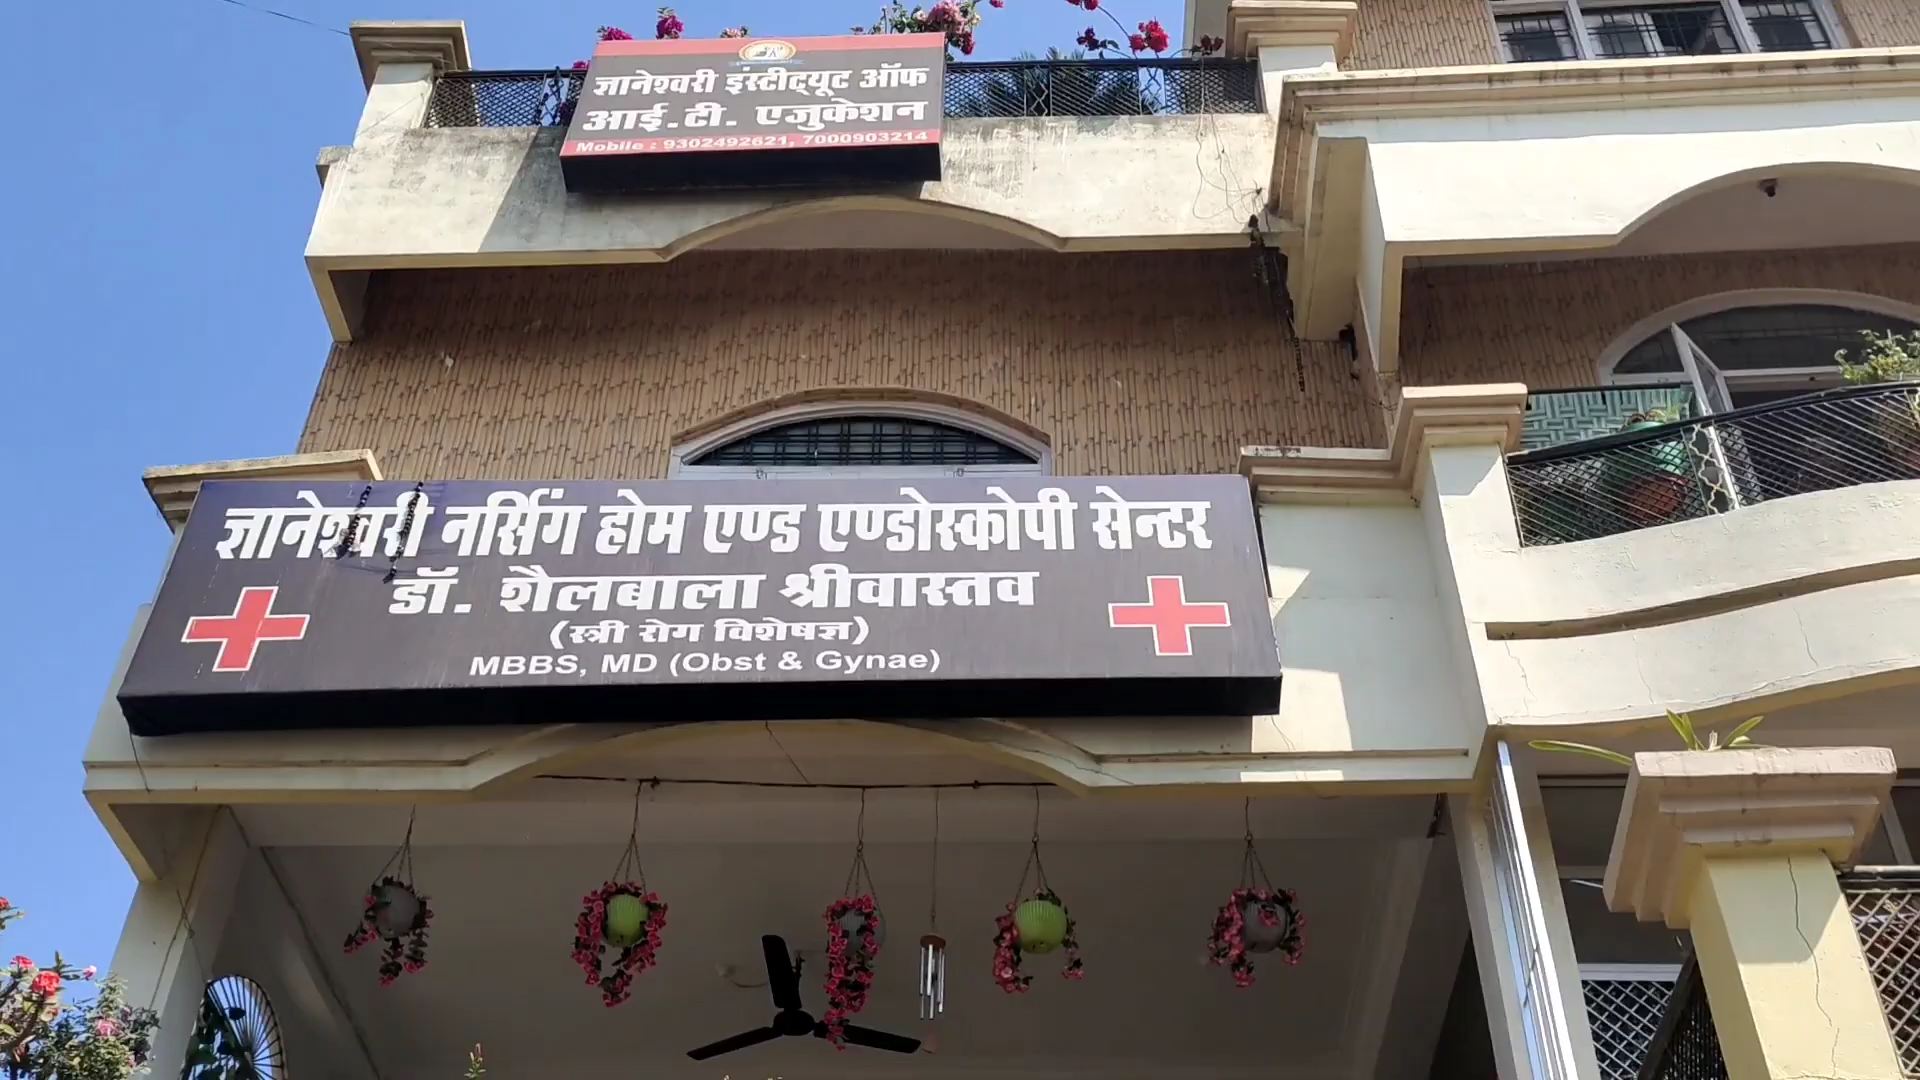 ज्ञानेश्वरी इंस्टीट्यूट ऑफ
आई.टी. एजुकेशन
Mobile : 9302492621, 7000903214
ज्ञानेश्वरी नर्सिंग होम एण्ड एण्डोस्कोपी सेन्टर
डॉ. शैलबाला श्रीवास्तव
(स्त्री रोग विशेषज्ञ)
MBBS, MD (Obst & Gynae)